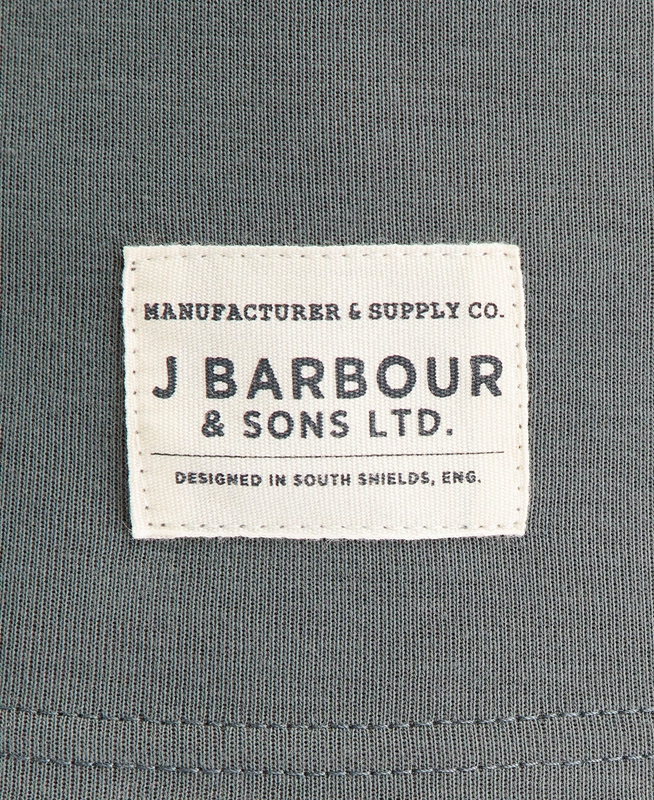 MANUFACTURER & SUPPLY CO.
J BARBOUR
& SONS LTD.
DESIGNED IN SOUTH SHIELDS, ENG.